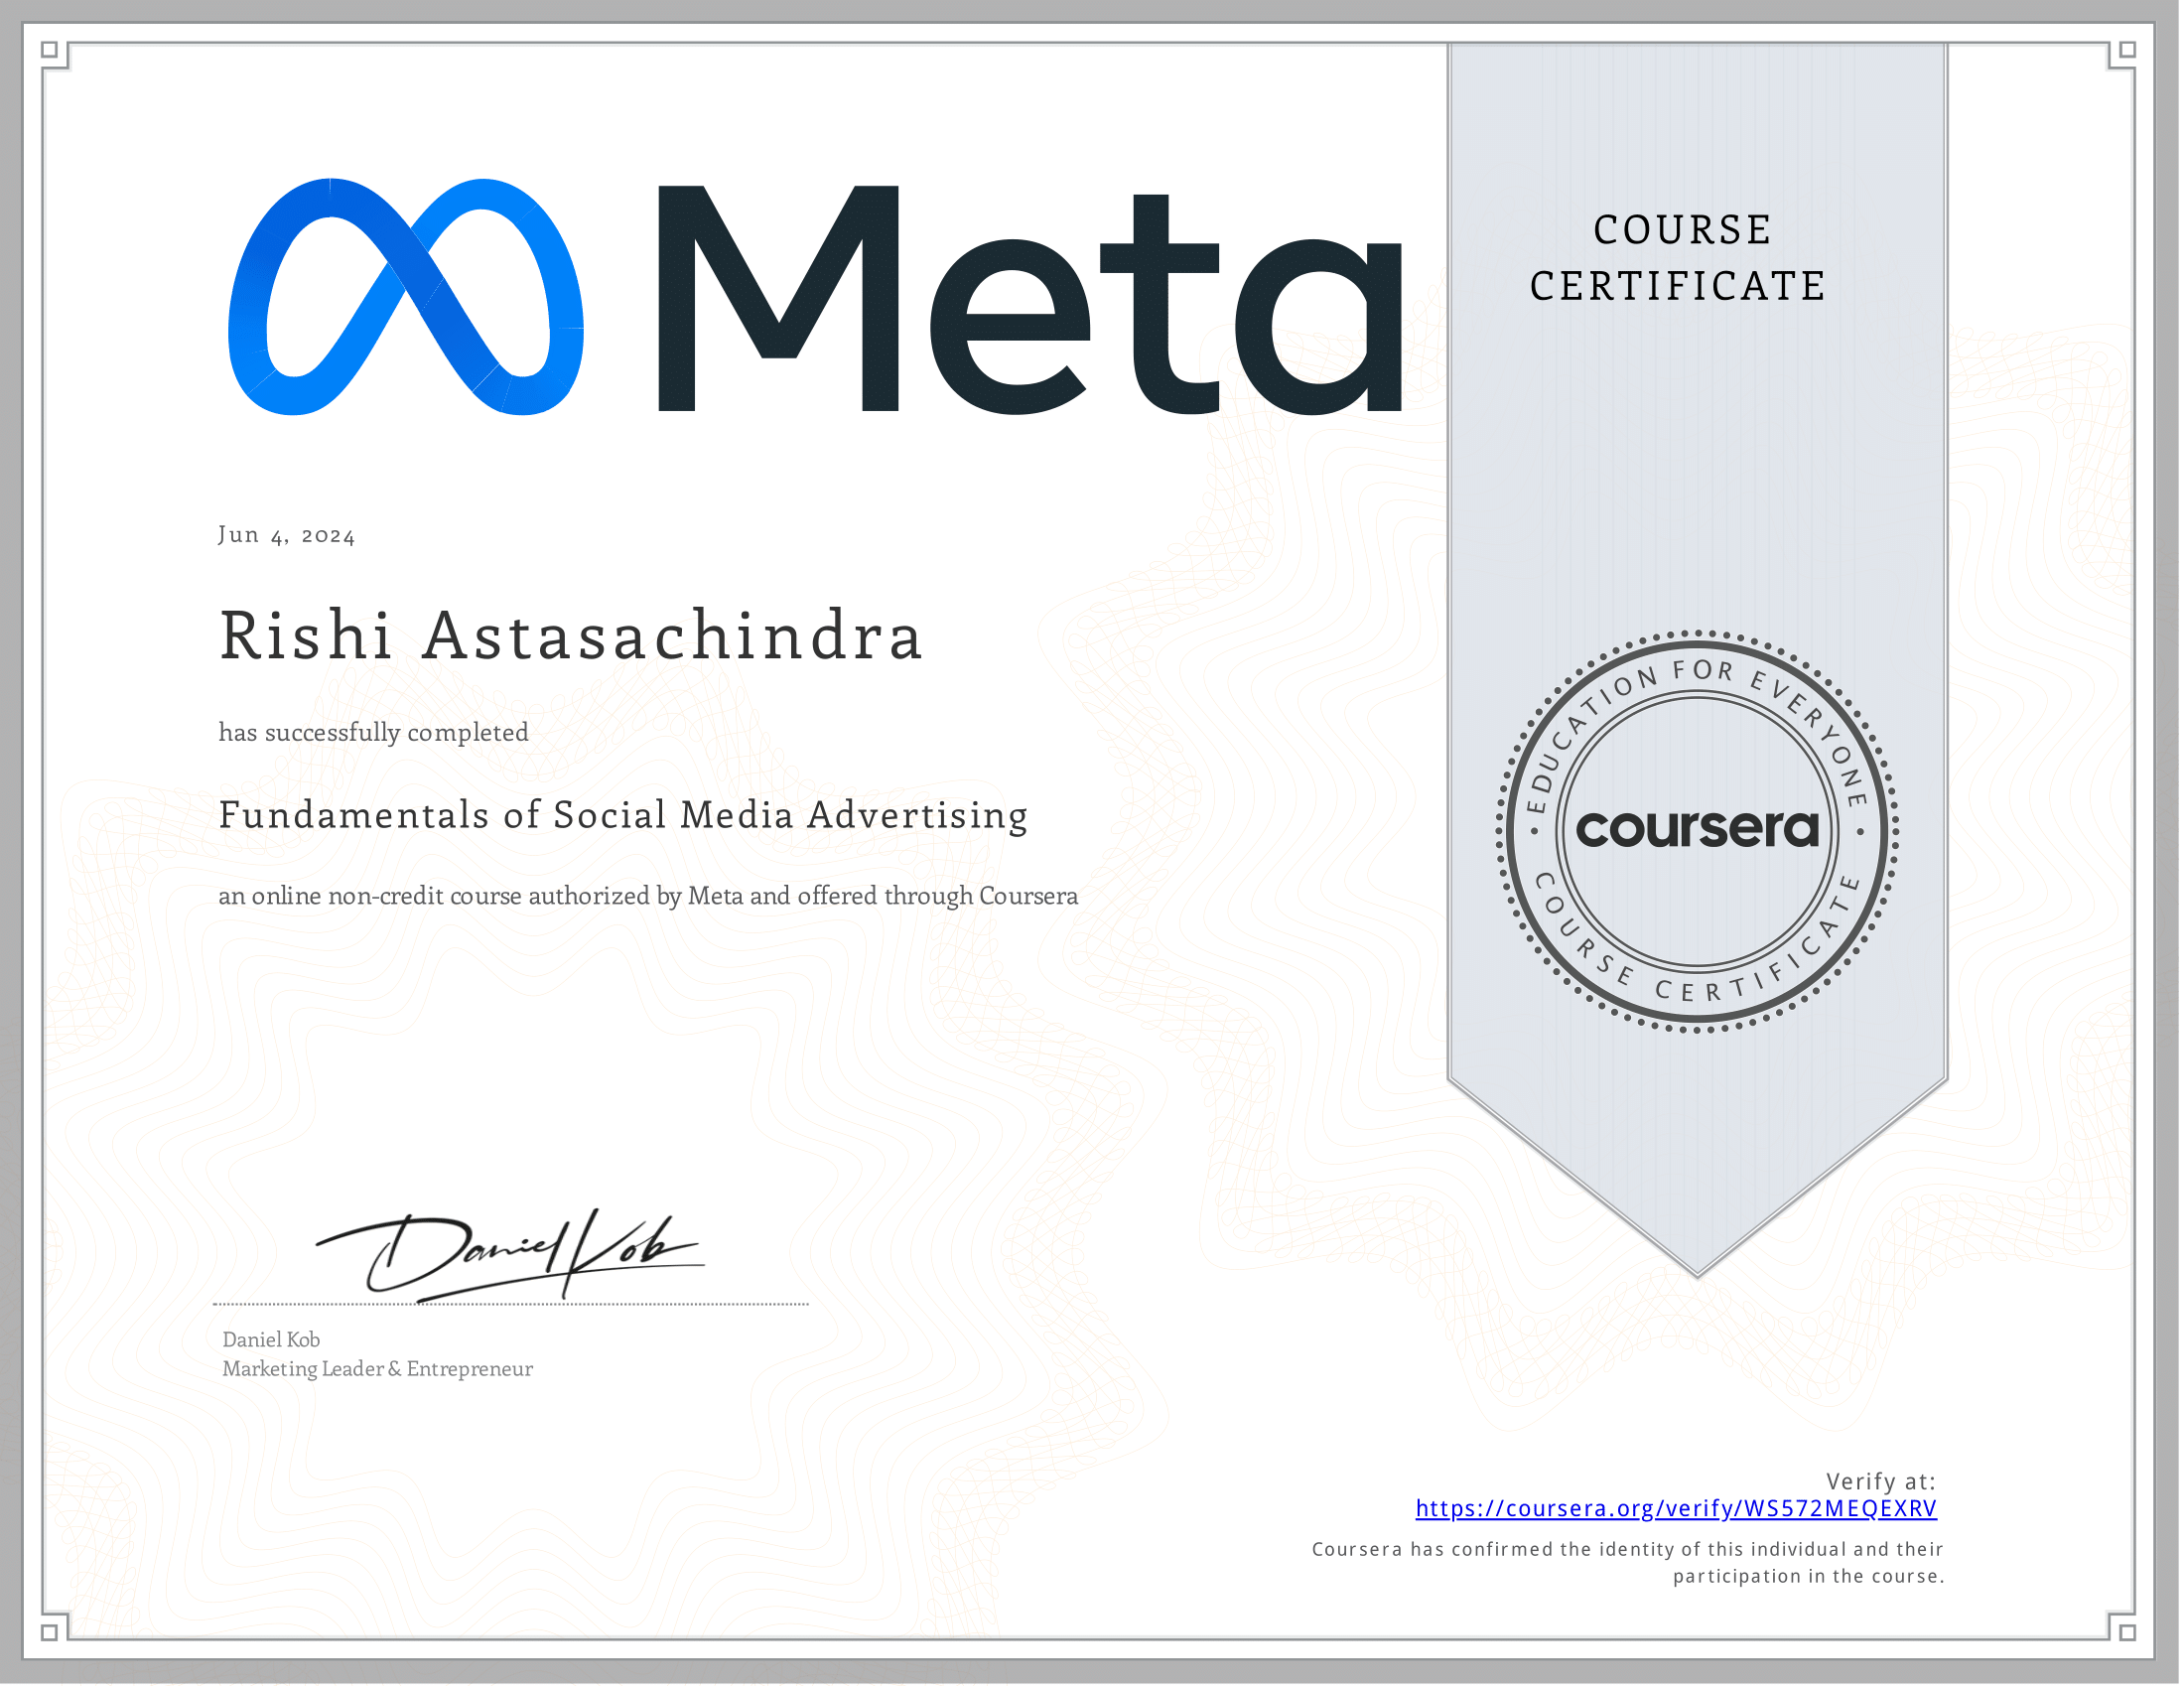 Meta
COURSE
CERTIFICATE
Jun 4, 2024
Rishi Astasachindra
has successfully completed
Fundamentals of Social Media Advertising
an online non-credit course authorized by Meta and offered through Coursera
EDUCATION FOR EVERYONE
coursera
COURSE CERTIFICATE
Daniel Kob
Daniel Kob
Marketing Leader & Entrepreneur
Verify at:
https://coursera.org/verify/WS572MEQEXRV
Coursera has confirmed the identity of this individual and their
participation in the course.